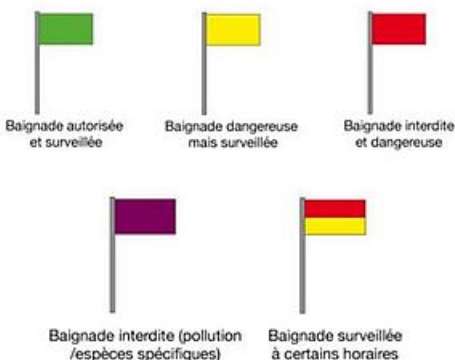 Baignade autorisée
et surveillée
Baignade dangereuse
mais surveillée
Baignade interdite
et dangereuse
Baignade interdite (pollution
/espèces spécifiques)
Baignade surveillée
à certains horaires